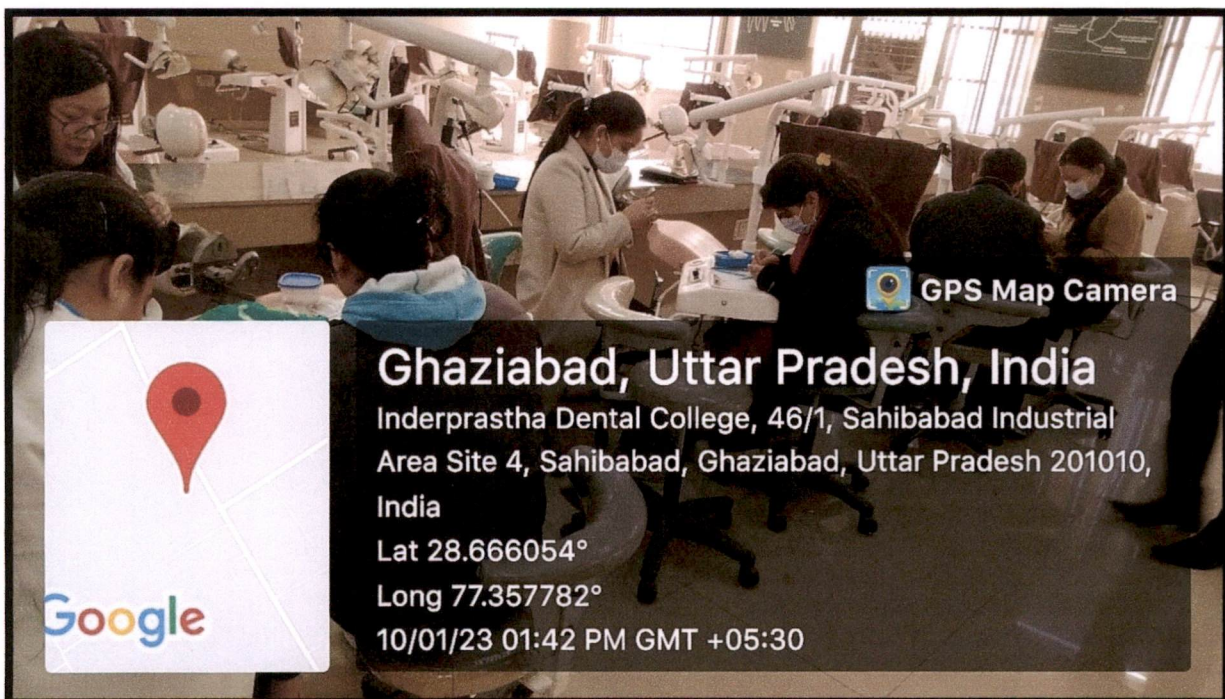 GPS Map Camera
Ghaziabad, Uttar Pradesh, India
Inderprastha Dental College, 46/1, Sahibabad Industrial
Area Site 4, Sahibabad, Ghaziabad, Uttar Pradesh 201010,
India
Lat 28.666054°
Long 77.357782°
10/01/23 01:42 PM GMT +05:30
Google